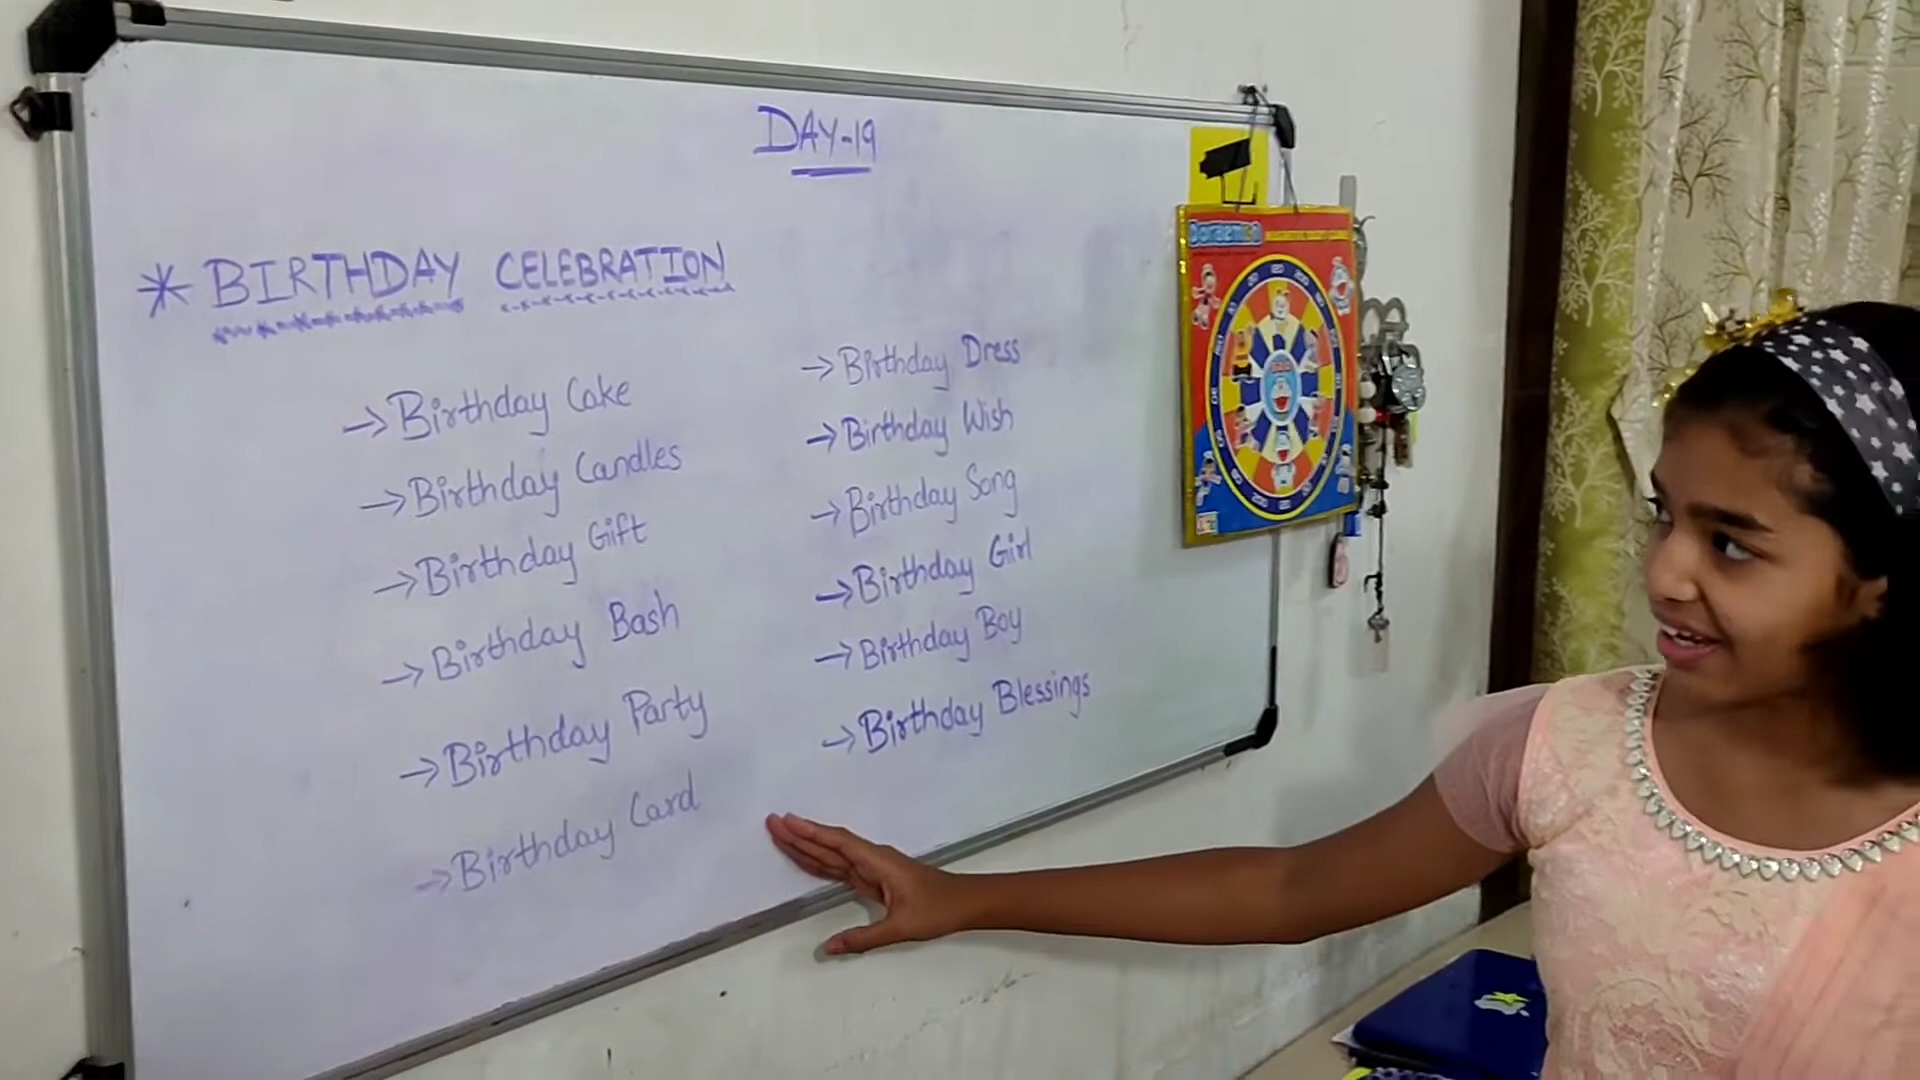 DAY-19
* BIRTHDAY CELEBRATION
→ Birthday Cake
→ Birthday Candles
→ Birthday Gift
→ Birthday Bash
→ Birthday Party
→ Birthday Card
→ Birthday Dress
→ Birthday Wish
→ Birthday Song
→ Birthday Girl
→ Birthday Boy
→ Birthday Blessings
Doraemon